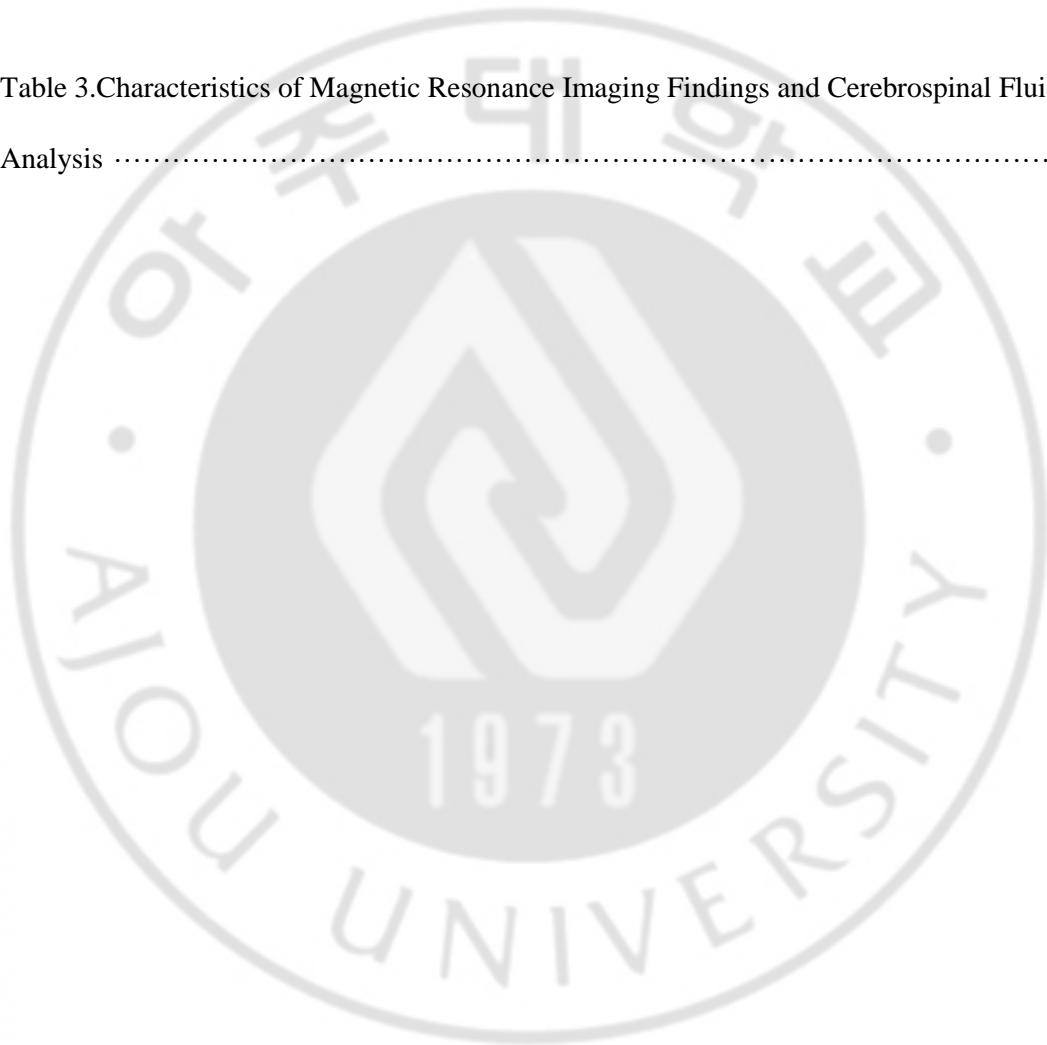 Table 3.Characteristics of Magnetic Resonance Imaging Findings and Cerebrospinal Flui
Analysis ………………………………………………………………………………
아주대학교
1973
AJOU UNIVERSITY